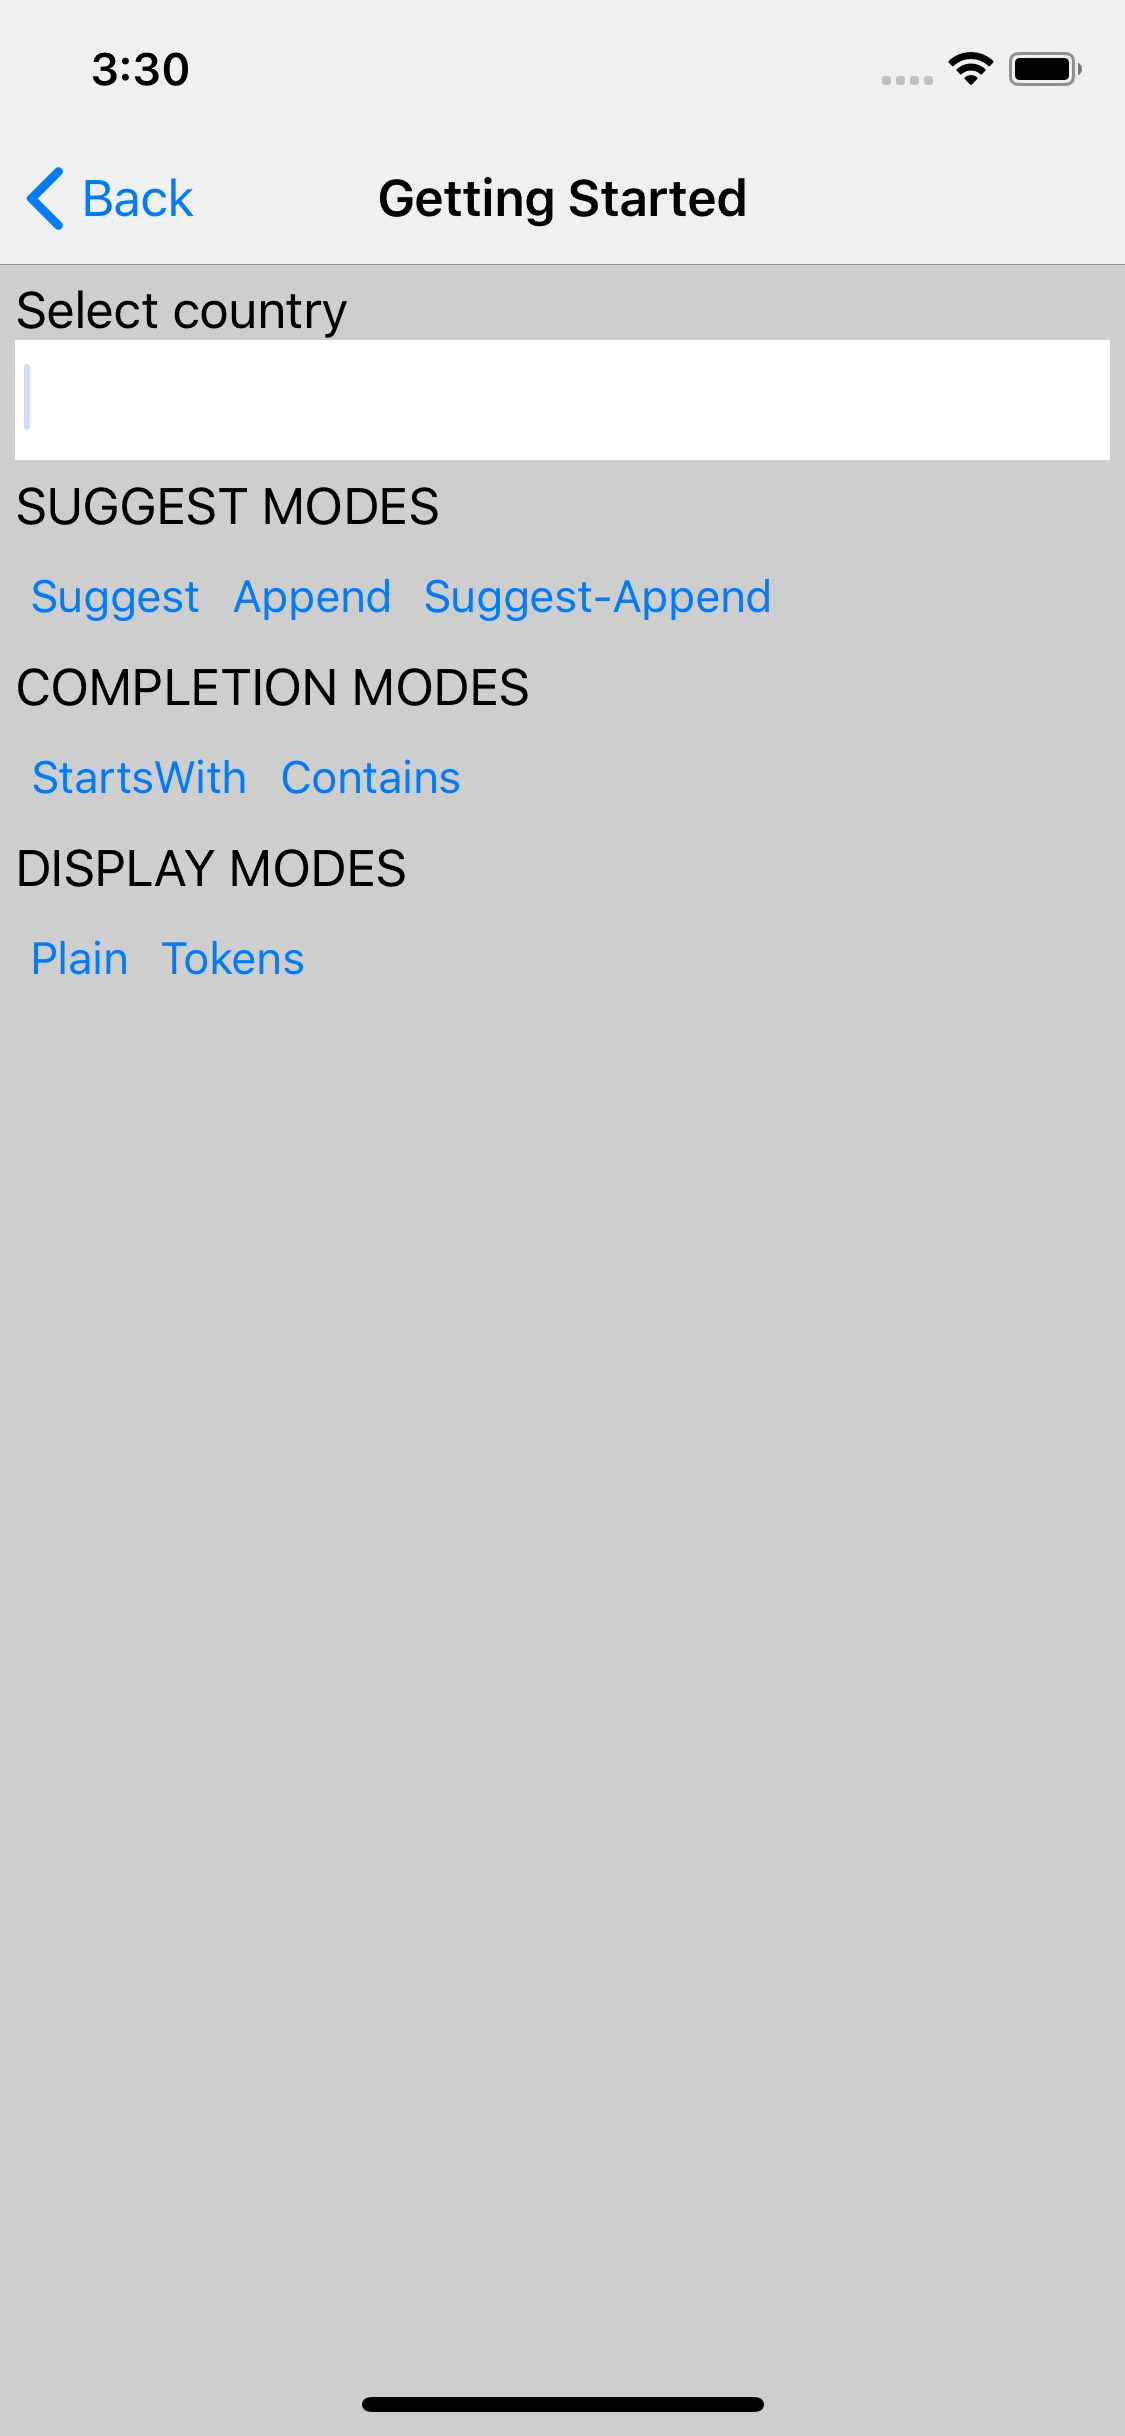 3:30
Back Getting Started
Select country
SUGGEST MODES
Suggest Append Suggest-Append
COMPLETION MODES
StartsWith Contains
DISPLAY MODES
Plain Tokens